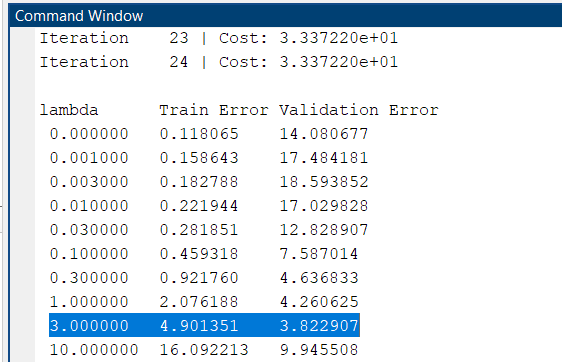 Command Window
Iteration    23 | Cost: 3.337220e+01
Iteration    24 | Cost: 3.337220e+01
lambda      Train Error Validation Error
0.000000   0.118065    14.080677
0.001000   0.158643    17.484181
0.003000   0.182788    18.593852
0.010000   0.221944    17.029828
0.030000   0.281851    12.828907
0.100000   0.459318    7.587014
0.300000   0.921760    4.636833
1.000000   2.076188    4.260625
3.000000   4.901351    3.822907
10.000000  16.092213   9.945508